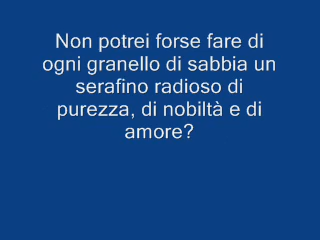 Non potrei forse fare di
ogni granello di sabbia un
serafino radioso di
purezza, di nobiltà e di
amore?